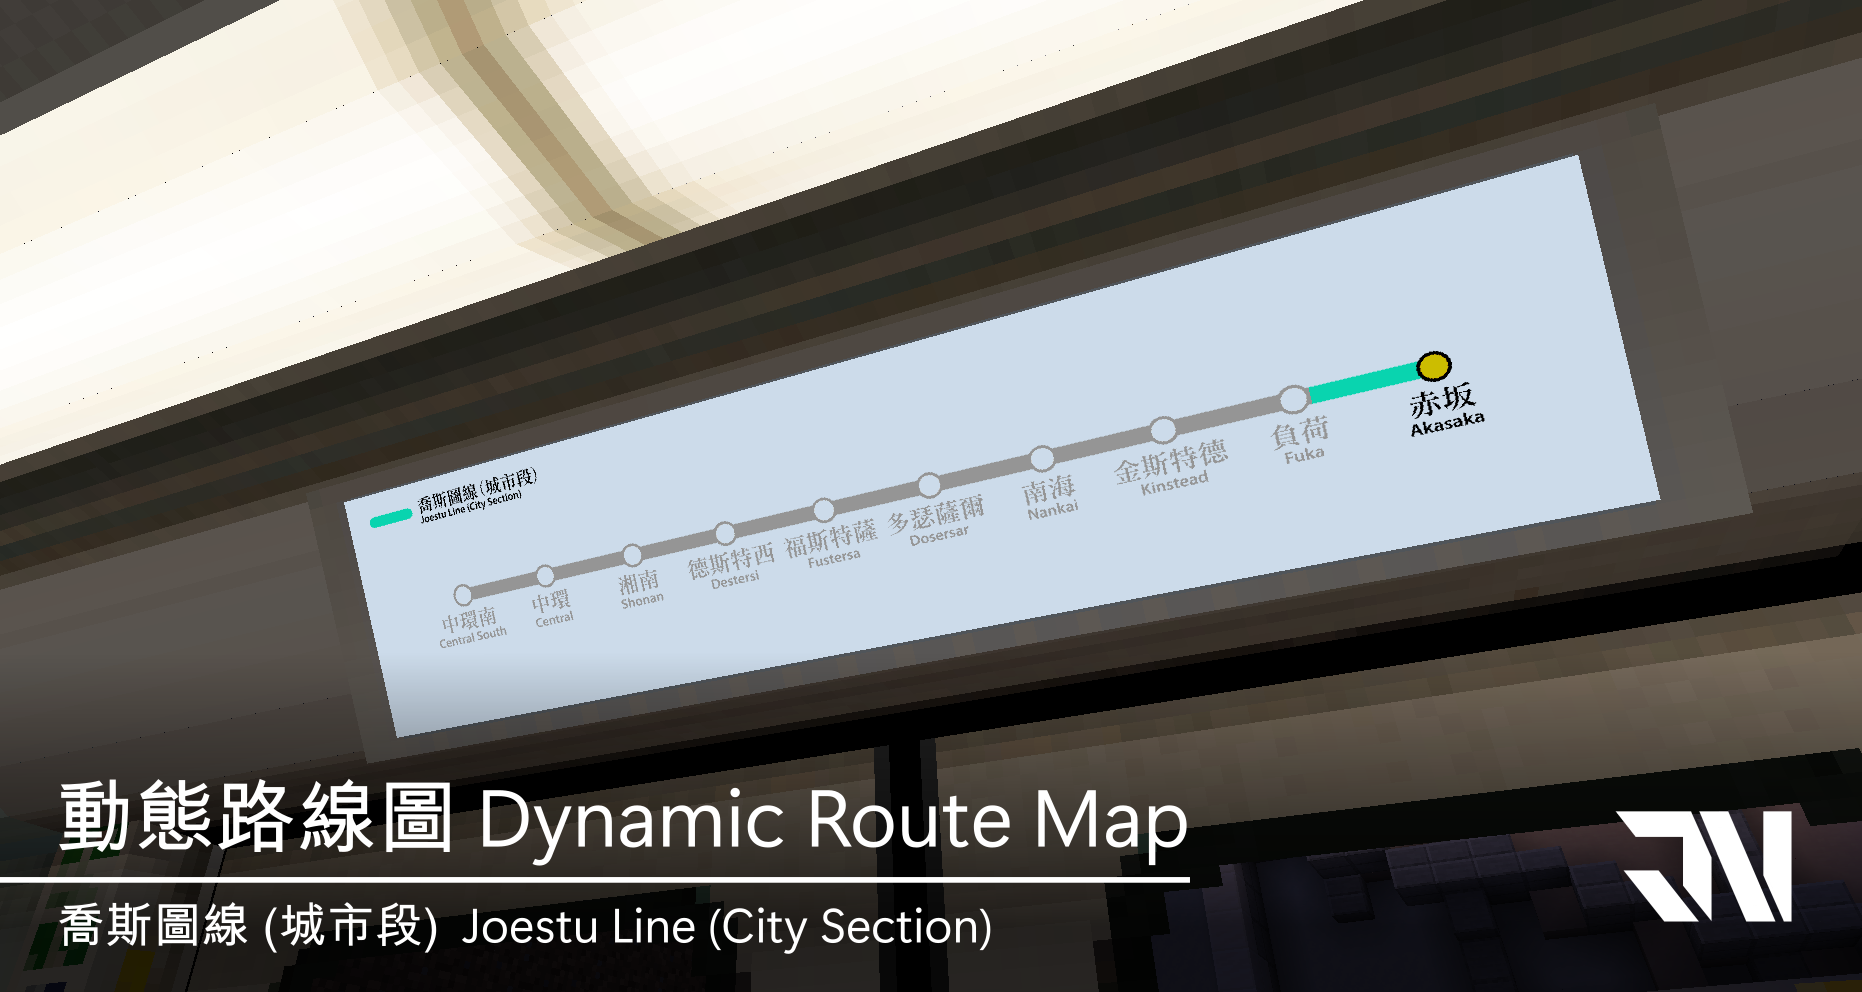 喬斯圖線 (城市段)
Joestu Line (City Section)
中環南
Central South
中環
Central
湘南
Shonan
德斯特西
Destersi
福斯特薩
Fustersa
多瑟薩爾
Dosersar
南海
Nankai
金斯特德
Kinstead
負荷
Fuka
赤坂
Akasaka
動態路線圖 Dynamic Route Map
喬斯圖線 (城市段) Joestu Line (City Section)
JN